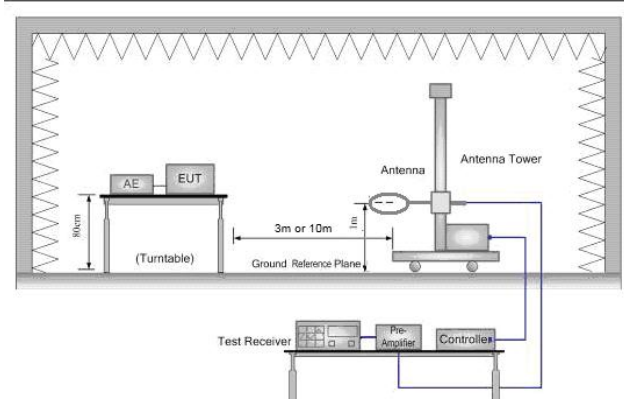 Antenna
Antenna Tower
AE
EUT
80cm
3m or 10m
1m
(Turntable)
Ground Reference Plane
Test Receiver
Pre-
Amplifier
Controller